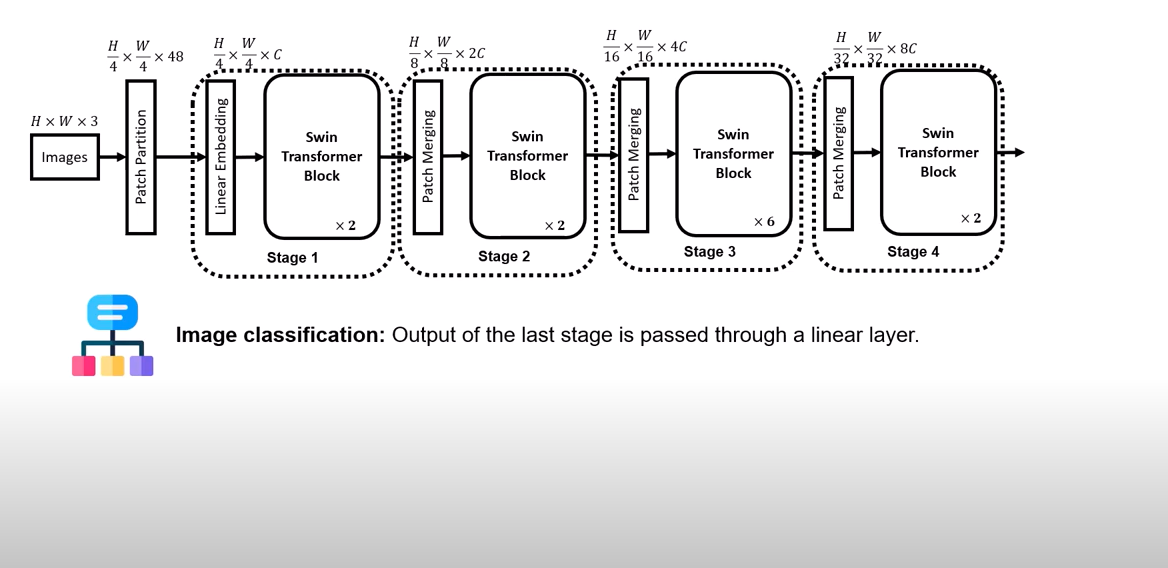 H/4 × W/4 × 48
H/4 × W/4 × C
H/8 × W/8 × 2C
H/16 × W/16 × 4C
H/32 × W/32 × 8C
H × W × 3
Images
Patch Partition
Linear Embedding
Swin
Transformer
Block
× 2
Stage 1
Patch Merging
Swin
Transformer
Block
× 2
Stage 2
Patch Merging
Swin
Transformer
Block
× 6
Stage 3
Patch Merging
Swin
Transformer
Block
× 2
Stage 4
Image classification: Output of the last stage is passed through a linear layer.